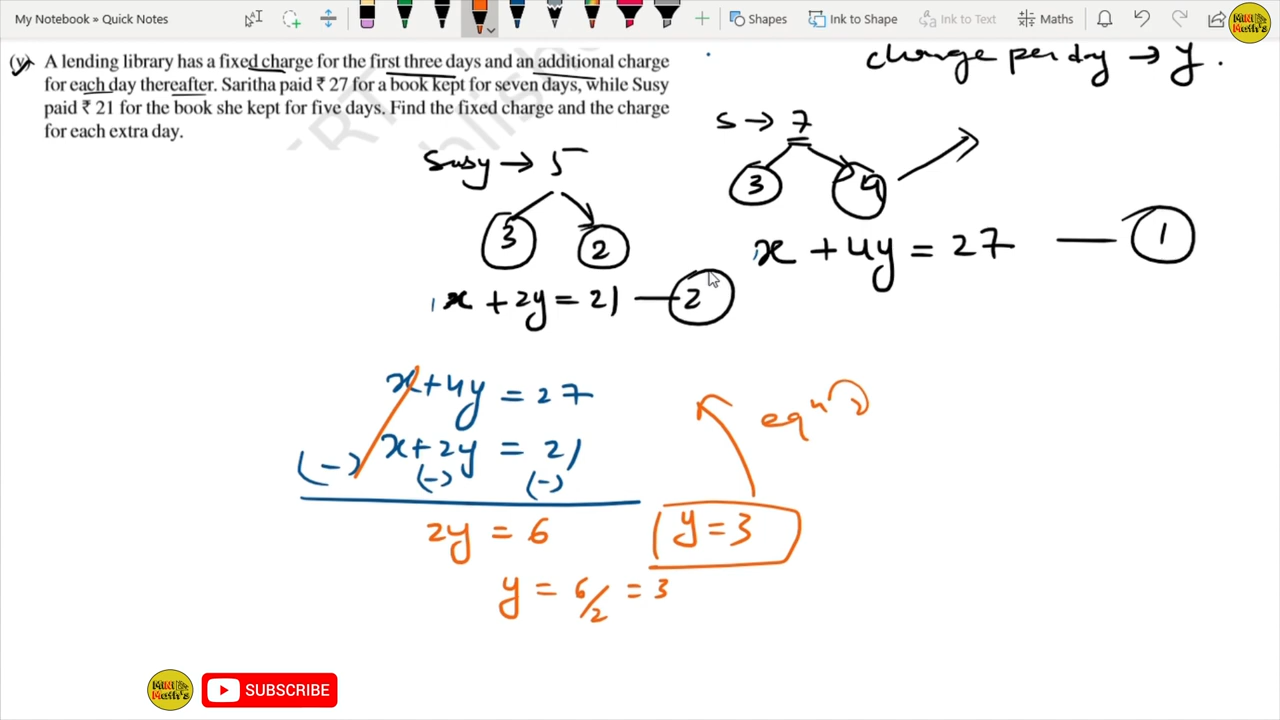 My Notebook » Quick Notes
Shapes
Ink to Shape
Ink to Text
Maths
MINI Math's
(v) A lending library has a fixed charge for the first three days and an additional charge
for each day thereafter. Saritha paid ₹ 27 for a book kept for seven days, while Susy
paid ₹ 21 for the book she kept for five days. Find the fixed charge and the charge
for each extra day.
charge per day → y.
S → 7
3 4
x + 4y = 27 — 1
Susy → 5
3 2
x + 2y = 21 — 2
x + 4y = 27
x + 2y = 21
(-) (-) (-)
2y = 6
y = 6/2 = 3
y = 3
eqⁿ 2
MINI Math's
SUBSCRIBE